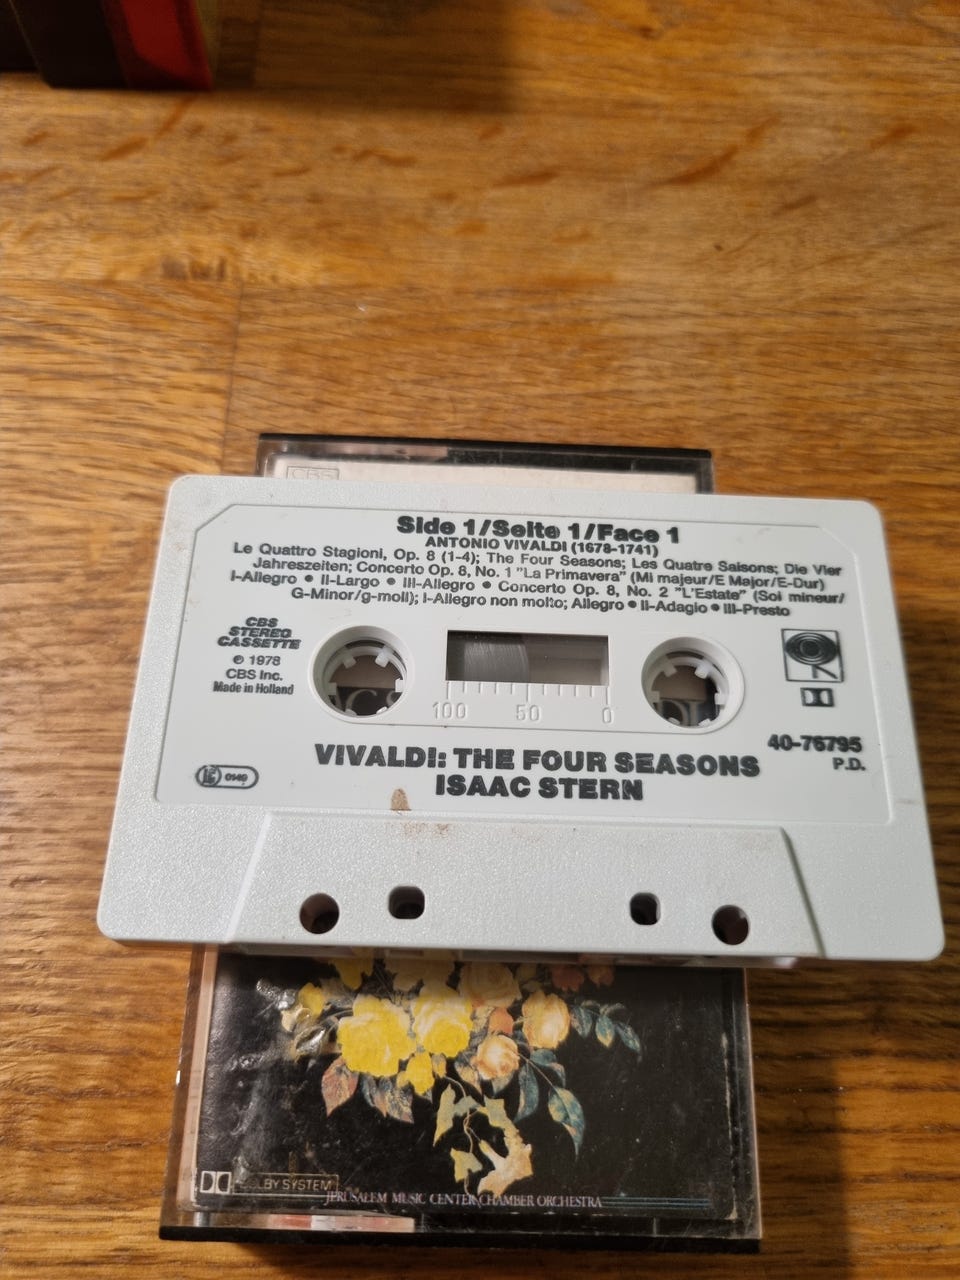 CBS
Side 1/Seite 1/Face 1
ANTONIO VIVALDI (1678-1741)
Le Quattro Stagioni, Op. 8 (1-4); The Four Seasons; Les Quatre Saisons; Die Vier
Jahreszeiten; Concerto Op. 8, No. 1 "La Primavera" (Mi majeur/E Major/E-Dur)
I-Allegro • II-Largo • III-Allegro • Concerto Op. 8, No. 2 "L'Estate" (Sol mineur/
G-Minor/g-moll); I-Allegro non molto; Allegro • II-Adagio • III-Presto
CBS
STEREO
CASSETTE
℗ 1978
CBS Inc.
Made in Holland
100 50 0
40-76795
P.D.
VIVALDI: THE FOUR SEASONS
ISAAC STERN
0149
DOLBY SYSTEM
JERUSALEM MUSIC CENTER CHAMBER ORCHESTRA